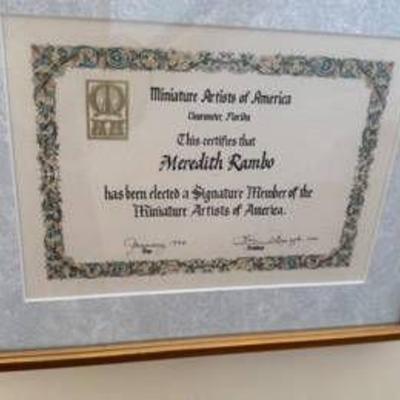 Miniature Artists of America
Clearwater, Florida
This certifies that
Meredith Rambo
has been elected a Signature Member of the
Miniature Artists of America.
January